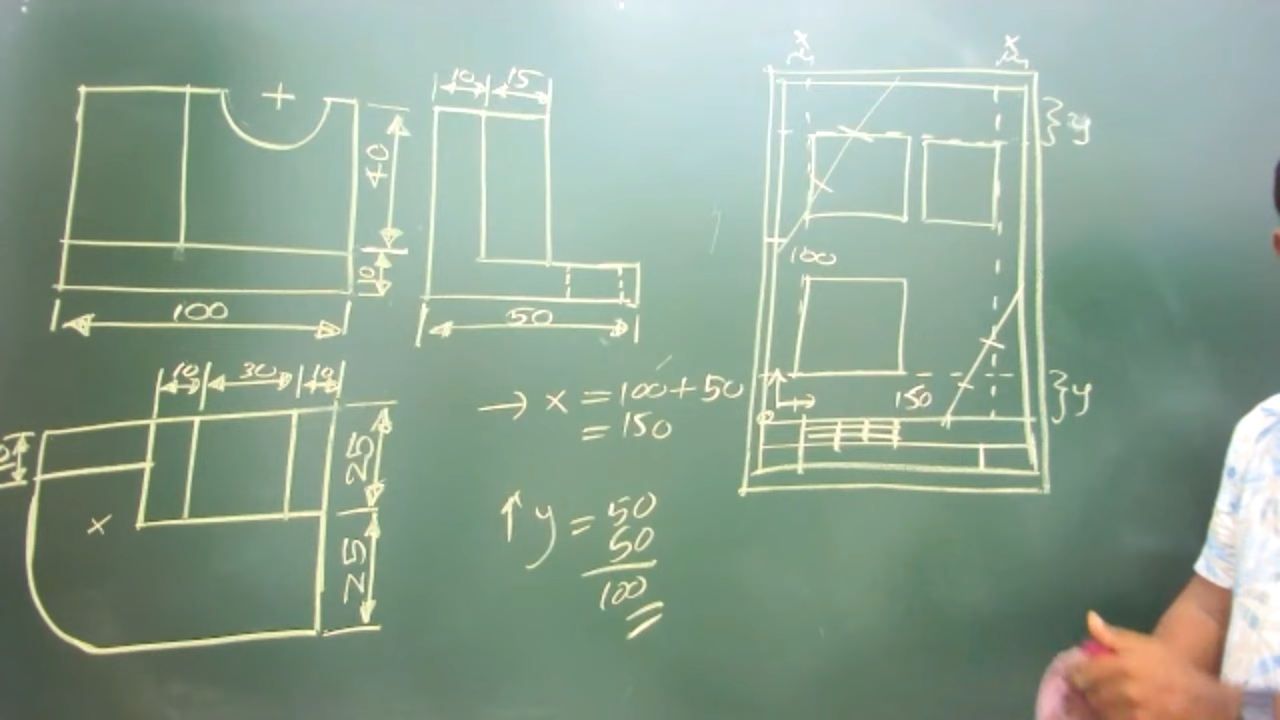 10 15
40
10
100
50
10 30 10
25
25
x
→ x = 100 + 50
= 150
↑ y = 50
50
100
x x
} y
100
150
} y
0